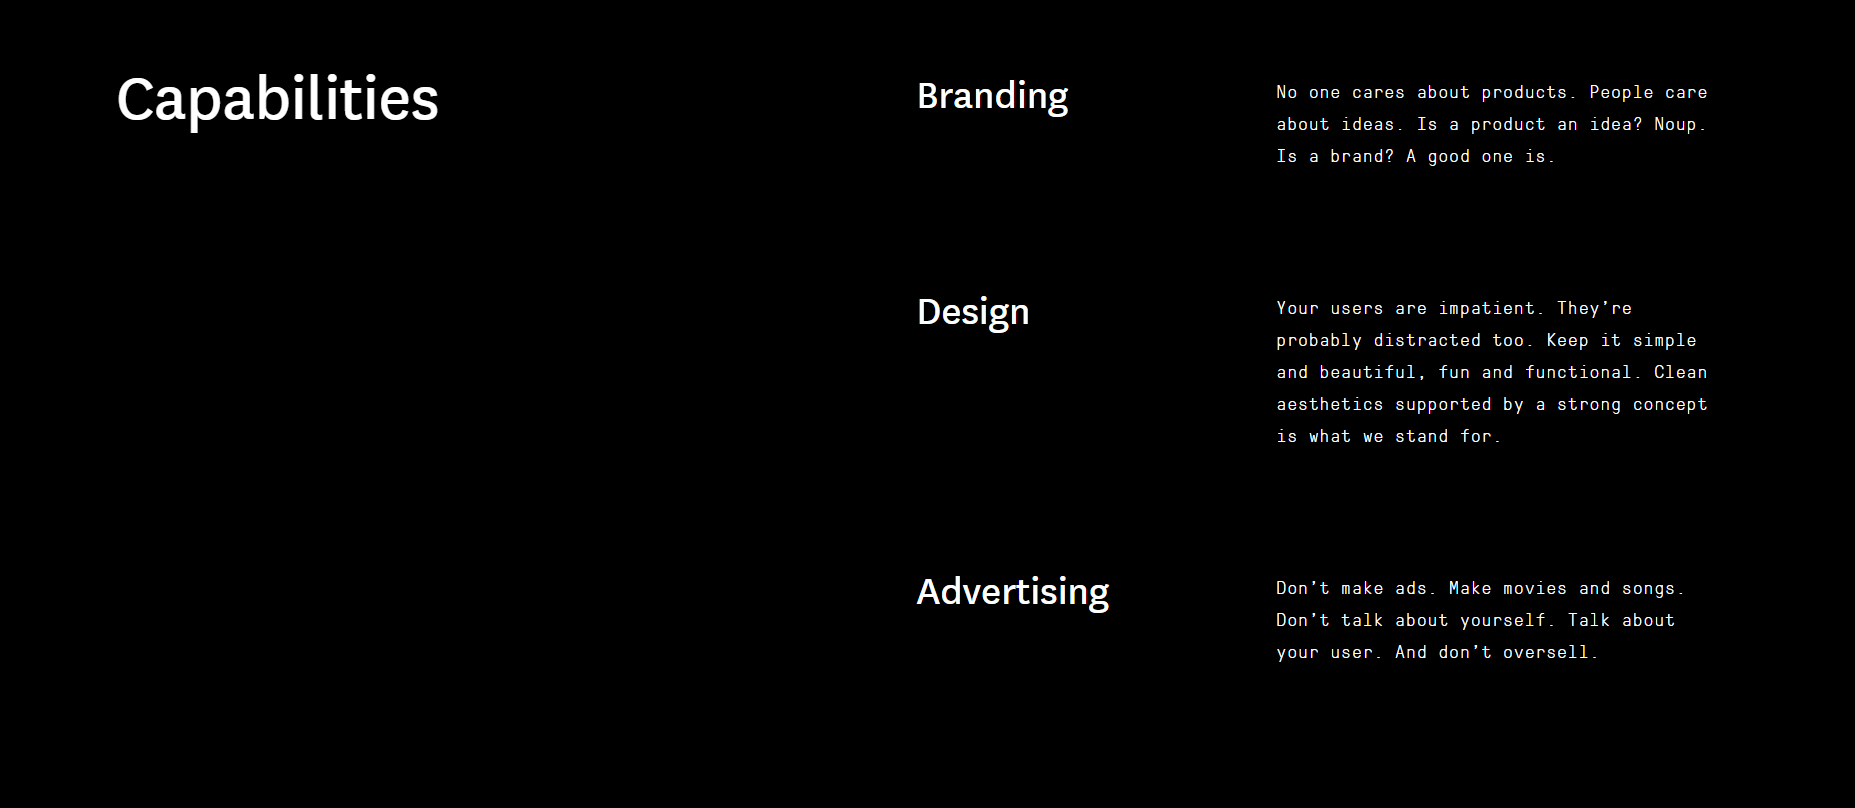 Capabilities
Branding
No one cares about products. People care
about ideas. Is a product an idea? Noup.
Is a brand? A good one is.
Design
Your users are impatient. They’re
probably distracted too. Keep it simple
and beautiful, fun and functional. Clean
aesthetics supported by a strong concept
is what we stand for.
Advertising
Don’t make ads. Make movies and songs.
Don’t talk about yourself. Talk about
your user. And don’t oversell.